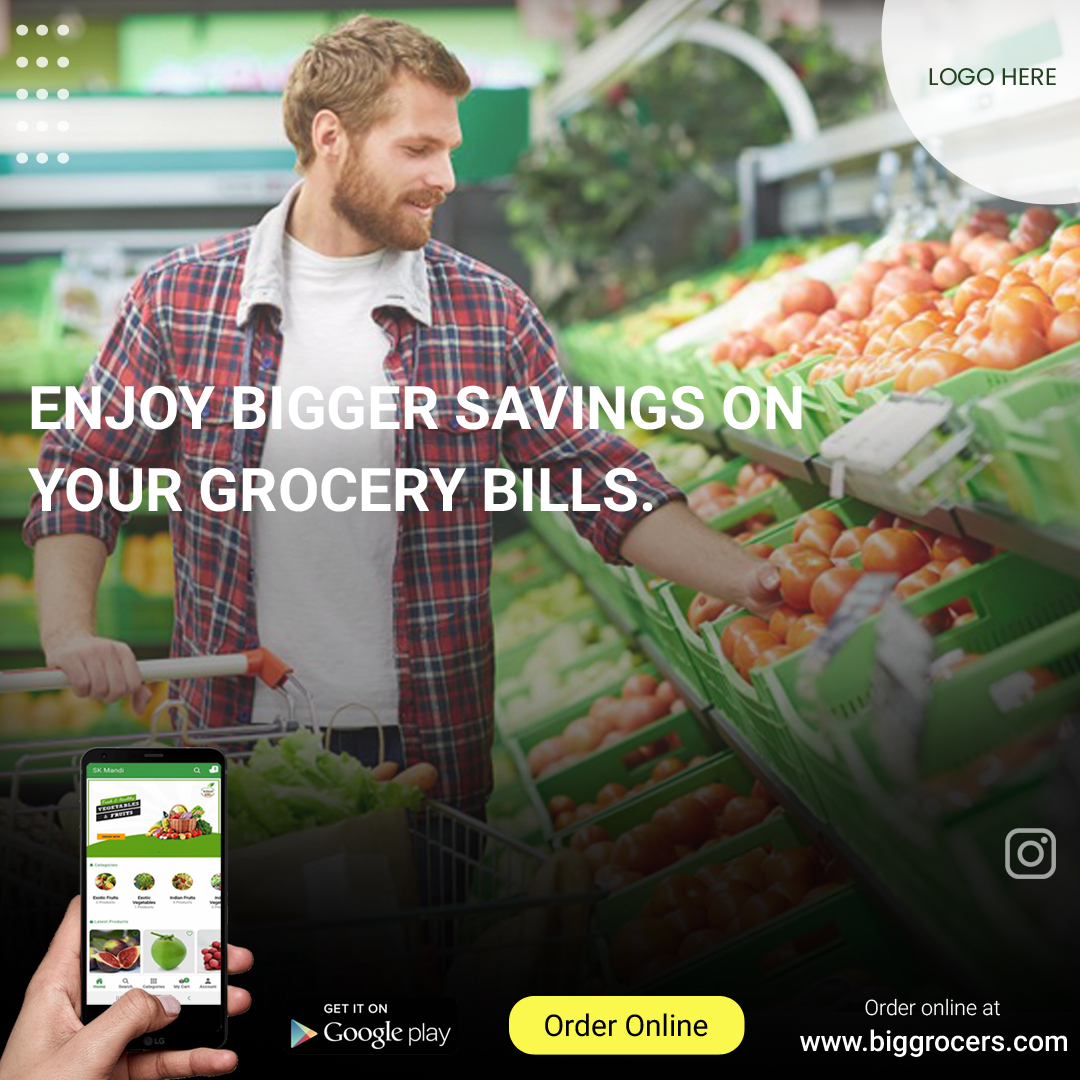 LOGO HERE
ENJOY BIGGER SAVINGS ON
YOUR GROCERY BILLS.
SK Mandi
Fresh & Healthy
VEGETABLES
& FRUITS
Categories
Exotic Fruits
Exotic
Vegetables
Indian Fruits
Latest Products
Home
Search
Categories
My Cart
Account
LG
GET IT ON
Google play
Order Online
Order online at
www.biggrocers.com